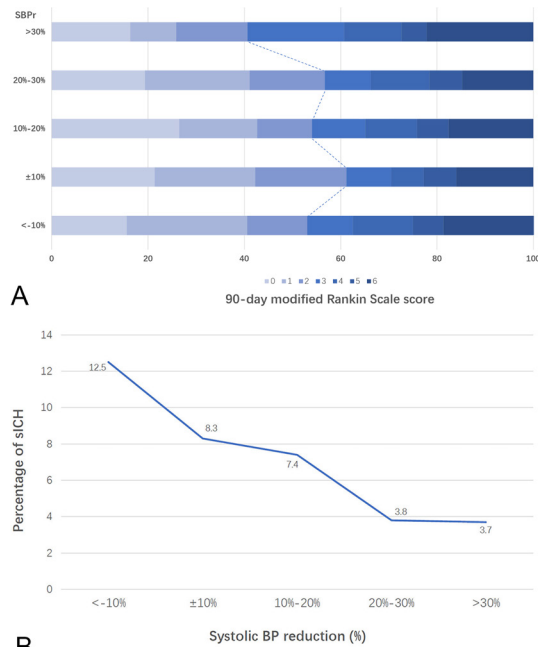 SBPr
>30%
20%-30%
10%-20%
±10%
<-10%
0 20 40 60 80 100
0 1 2 3 4 5 6
A
90-day modified Rankin Scale score
14
12
10
8
6
4
2
0
Percentage of sICH
12.5
8.3
7.4
3.8
3.7
<-10% ±10% 10%-20% 20%-30% >30%
Systolic BP reduction (%)
B